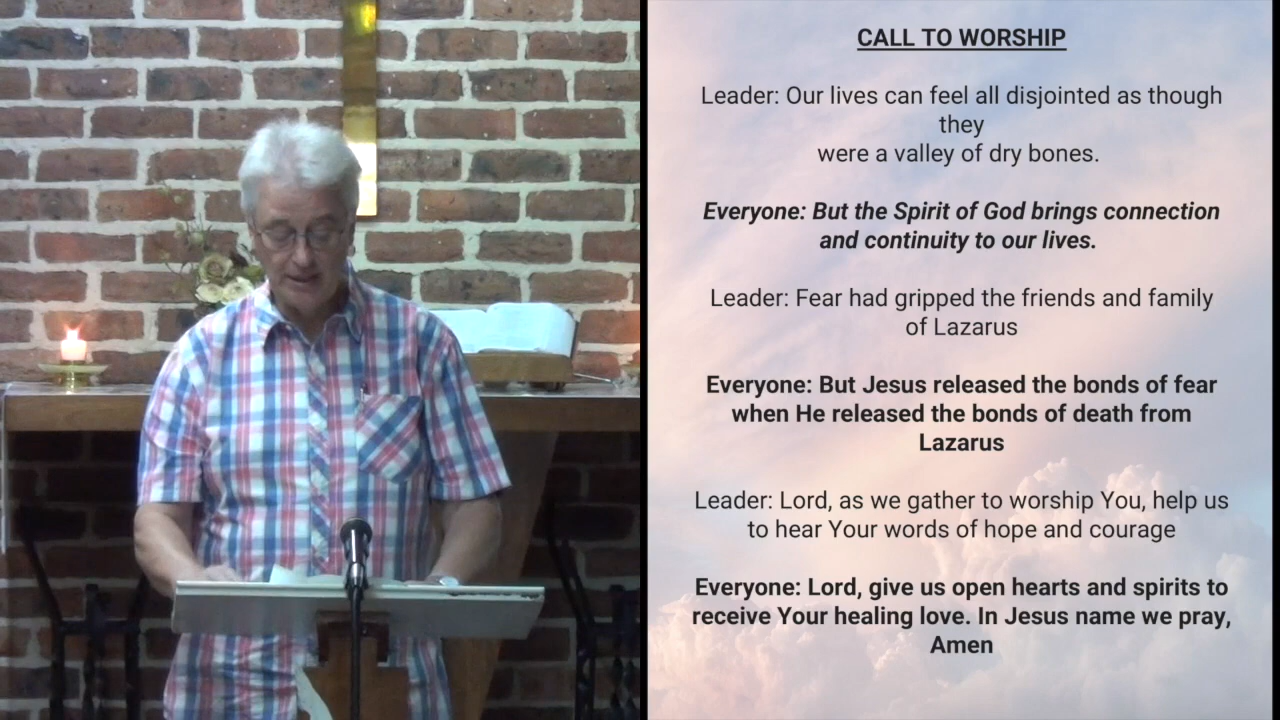 CALL TO WORSHIP
Leader: Our lives can feel all disjointed as though
they
were a valley of dry bones.
Everyone: But the Spirit of God brings connection
and continuity to our lives.
Leader: Fear had gripped the friends and family
of Lazarus
Everyone: But Jesus released the bonds of fear
when He released the bonds of death from
Lazarus
Leader: Lord, as we gather to worship You, help us
to hear Your words of hope and courage
Everyone: Lord, give us open hearts and spirits to
receive Your healing love. In Jesus name we pray,
Amen